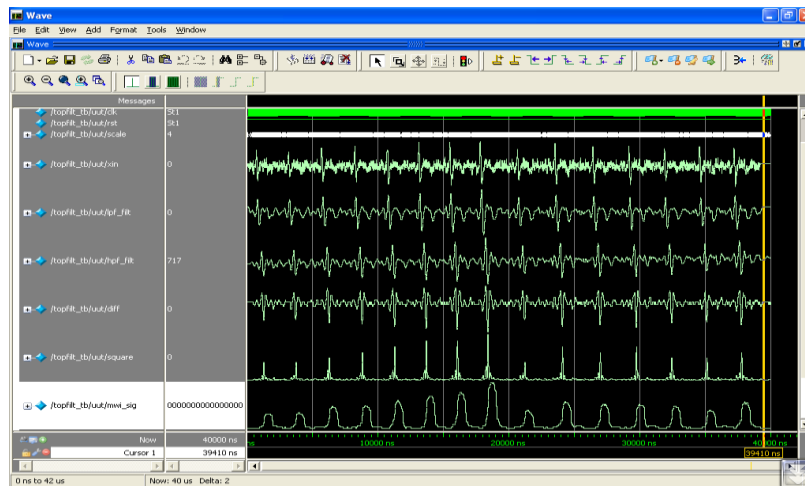 Wave
File Edit View Add Format Tools Window
Wave
Messages
/topfilt_tb/uut/clk St1
/topfilt_tb/uut/rst St1
/topfilt_tb/uut/scale 4
/topfilt_tb/uut/xin 0
/topfilt_tb/uut/lpf_filt 0
/topfilt_tb/uut/hpf_filt 717
/topfilt_tb/uut/diff 0
/topfilt_tb/uut/square 0
/topfilt_tb/uut/mwi_sig 0000000000000000
Now 40000 ns ns 10000 ns 20000 ns 30000 ns 40000 ns
Cursor 1 39410 ns 39410 ns
0 ns to 42 us Now: 40 us Delta: 2